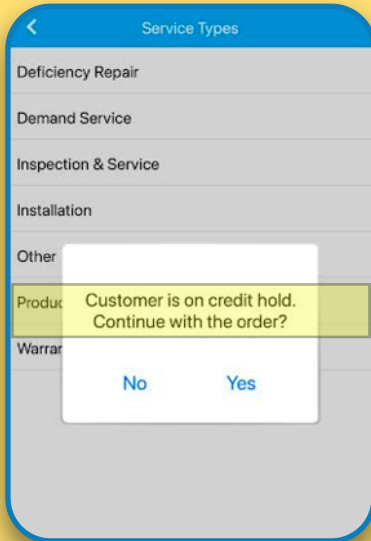 Service Types
Deficiency Repair
Demand Service
Inspection & Service
Installation
Other
Produc
Customer is on credit hold.
Continue with the order?
Warrar
No Yes